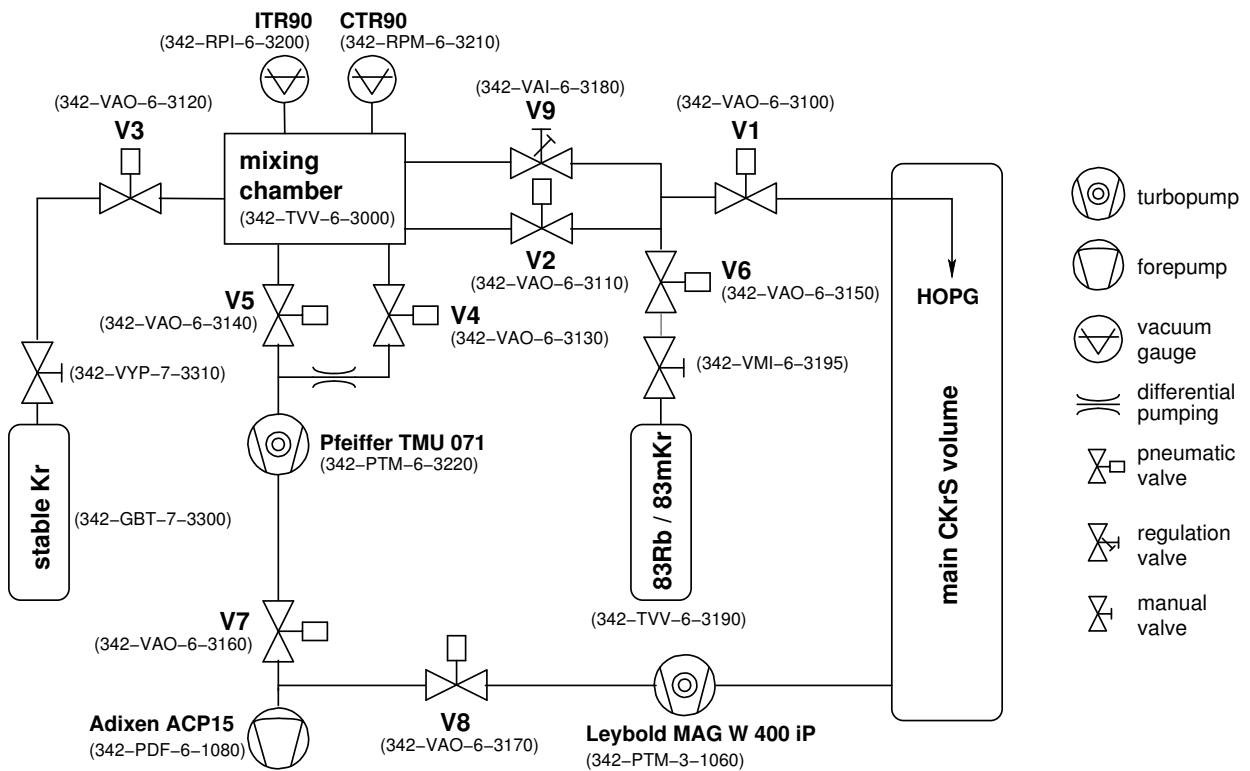 ITR90
(342−RPI−6−3200)
CTR90
(342−RPM−6−3210)
(342−VAO−6−3120)
V3
(342−VAI−6−3180)
V9
(342−VAO−6−3100)
V1
mixing
chamber
(342−TVV−6−3000)
V2
(342−VAO−6−3110)
V6
(342−VAO−6−3150)
V5
(342−VAO−6−3140)
V4
(342−VAO−6−3130)
HOPG
(342−VYP−7−3310)
(342−VMI−6−3195)
Pfeiffer TMU 071
(342−PTM−6−3220)
stable Kr
(342−GBT−7−3300)
83Rb / 83mKr
(342−TVV−6−3190)
main CKrS volume
V7
(342−VAO−6−3160)
Adixen ACP15
(342−PDF−6−1080)
V8
(342−VAO−6−3170)
Leybold MAG W 400 iP
(342−PTM−3−1060)
turbopump
forepump
vacuum
gauge
differential
pumping
pneumatic
valve
regulation
valve
manual
valve